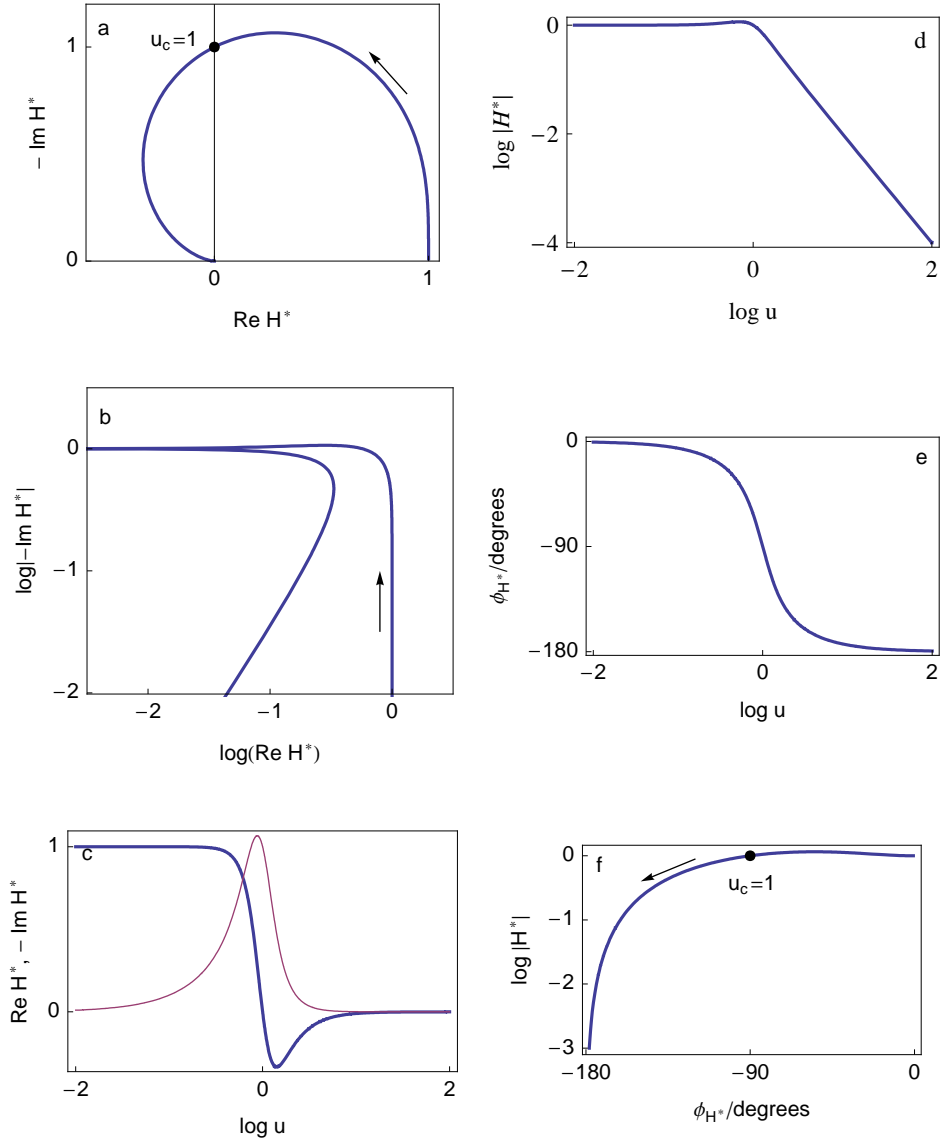 a
u_c=1
1
0
− Im H*
0
1
Re H*
d
0
−2
−4
log |H*|
−2
0
2
log u
b
0
−1
−2
log|−Im H*|
−2
−1
0
log(Re H*)
e
0
−90
−180
ϕ_H*/degrees
−2
0
2
log u
c
1
0
Re H*, − Im H*
−2
0
2
log u
f
u_c=1
0
−1
−2
−3
log |H*|
−180
−90
0
ϕ_H*/degrees